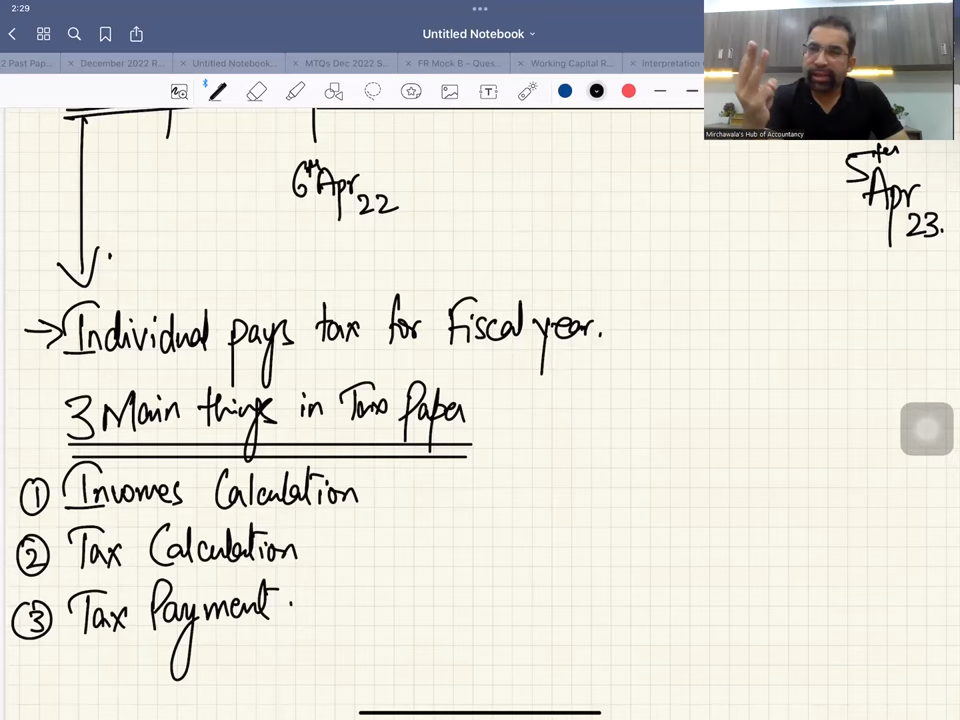 2:29
Untitled Notebook
2 Past Pap...
December 2022 R...
Untitled Notebook...
MTQs Dec 2022 S...
FR Mock B - Ques...
Working Capital R...
Interpretation
Mirchawala's Hub of Accountancy
6th Apr 22
5th Apr 23.
→ Individual pays tax for Fiscal year.
3 Main things in Tax Paper
① Incomes Calculation
② Tax Calculation
③ Tax Payment.